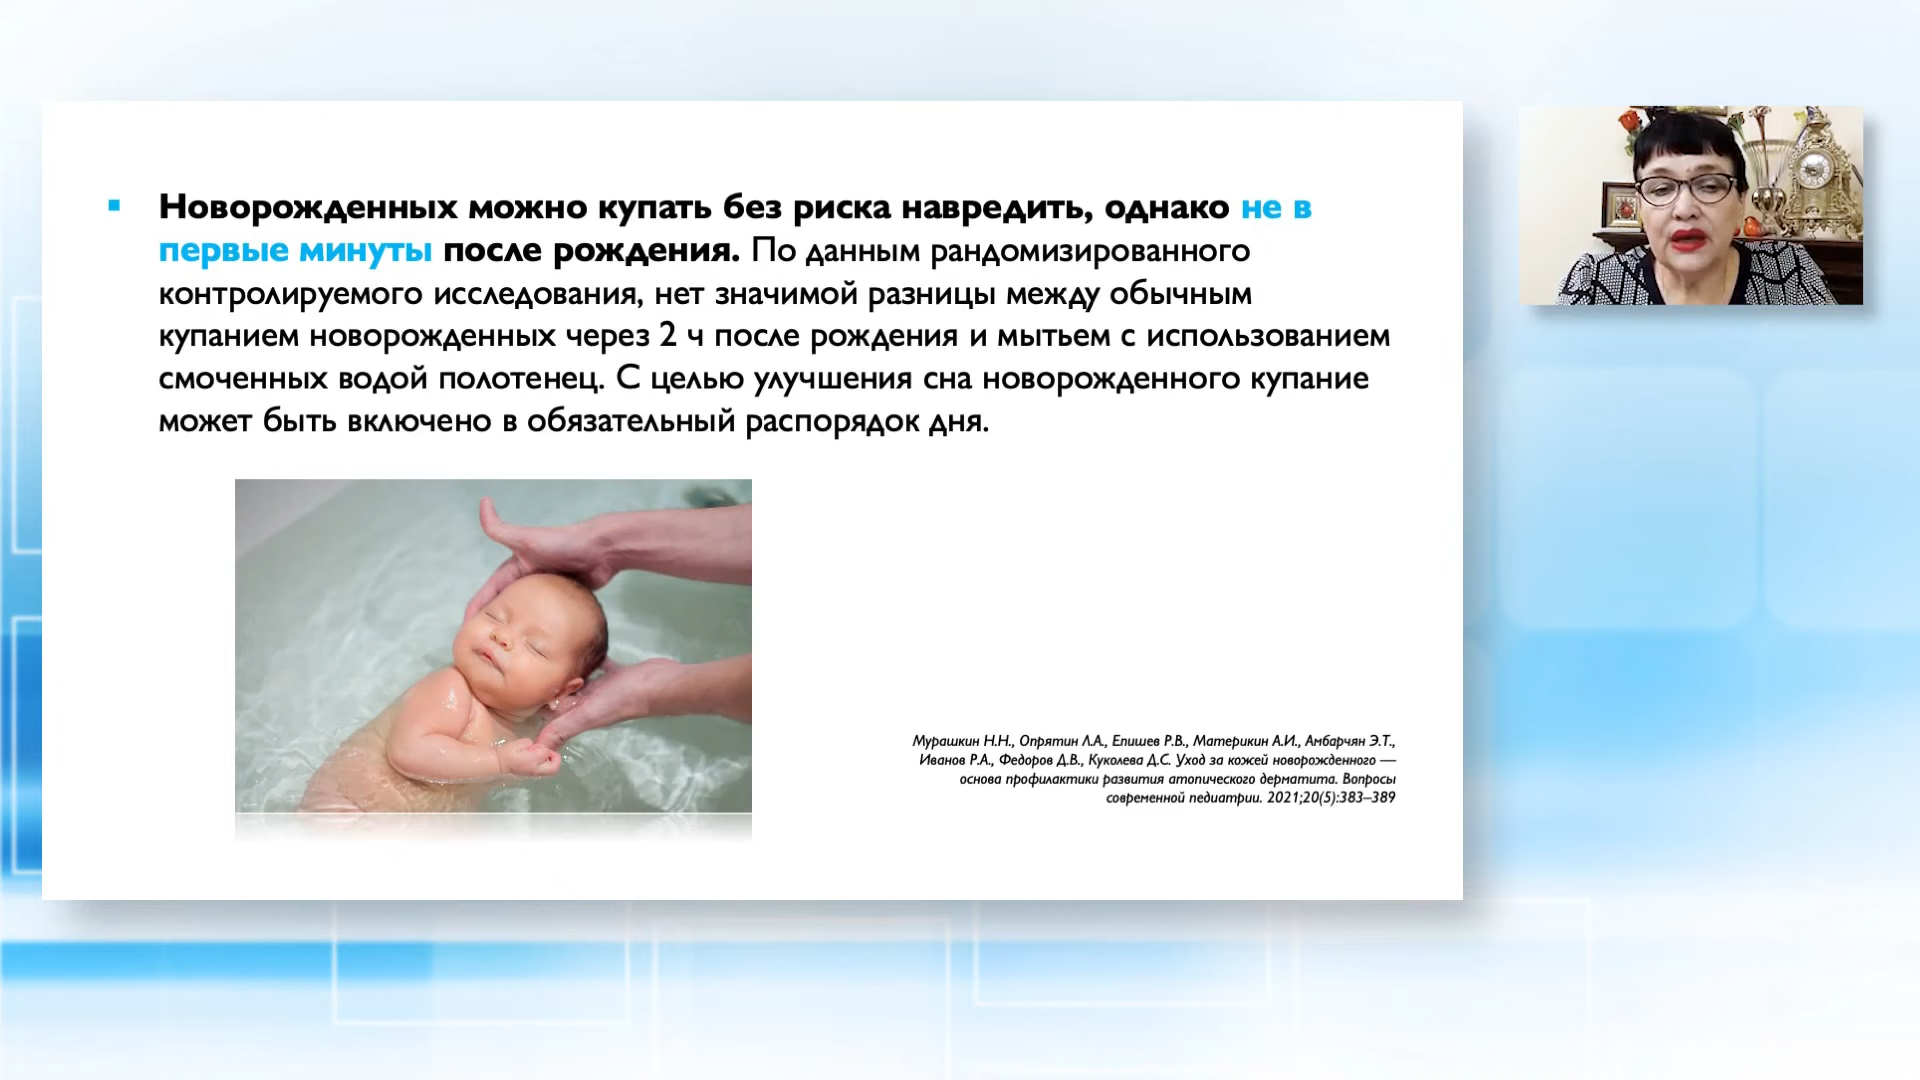 Новорожденных можно купать без риска навредить, однако не в
первые минуты после рождения. По данным рандомизированного
контролируемого исследования, нет значимой разницы между обычным
купанием новорожденных через 2 ч после рождения и мытьем с использованием
смоченных водой полотенец. С целью улучшения сна новорожденного купание
может быть включено в обязательный распорядок дня.
Мурашкин Н.Н., Опрятин Л.А., Епишев Р.В., Материкин А.И., Амбарчян Э.Т.,
Иванов Р.А., Федоров Д.В., Куколева Д.С. Уход за кожей новорожденного —
основа профилактики развития атопического дерматита. Вопросы
современной педиатрии. 2021;20(5):383–389